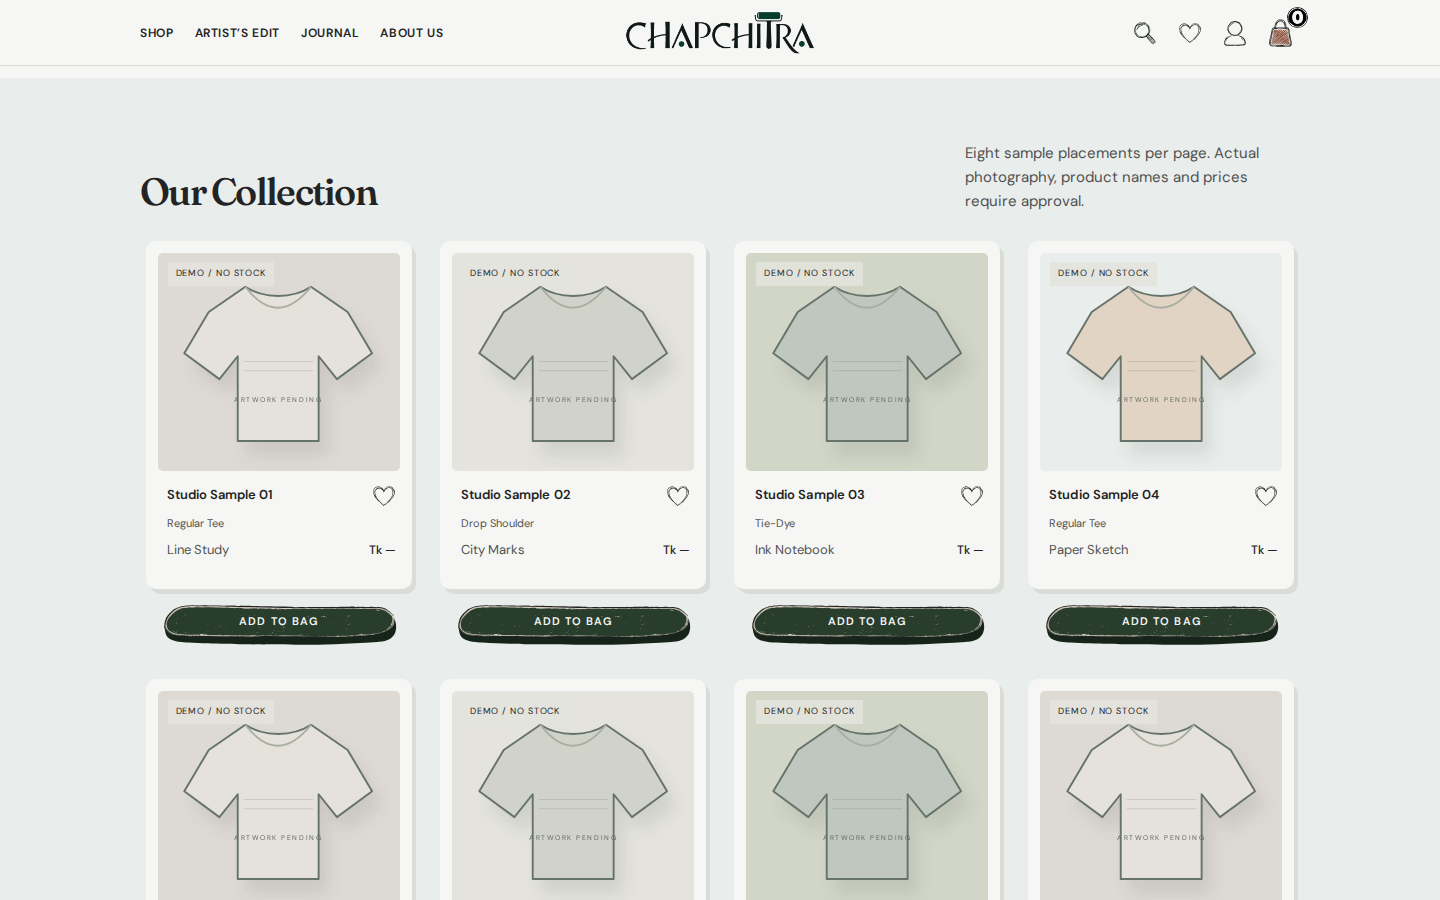 SHOP ARTIST'S EDIT JOURNAL ABOUT US
CHAPCHITRA
0
Our Collection
Eight sample placements per page. Actual
photography, product names and prices
require approval.
DEMO / NO STOCK
ARTWORK PENDING
Studio Sample 01
Regular Tee
Line Study Tk —
ADD TO BAG
DEMO / NO STOCK
ARTWORK PENDING
Studio Sample 02
Drop Shoulder
City Marks Tk —
ADD TO BAG
DEMO / NO STOCK
ARTWORK PENDING
Studio Sample 03
Tie-Dye
Ink Notebook Tk —
ADD TO BAG
DEMO / NO STOCK
ARTWORK PENDING
Studio Sample 04
Regular Tee
Paper Sketch Tk —
ADD TO BAG
DEMO / NO STOCK
ARTWORK PENDING
DEMO / NO STOCK
ARTWORK PENDING
DEMO / NO STOCK
ARTWORK PENDING
DEMO / NO STOCK
ARTWORK PENDING